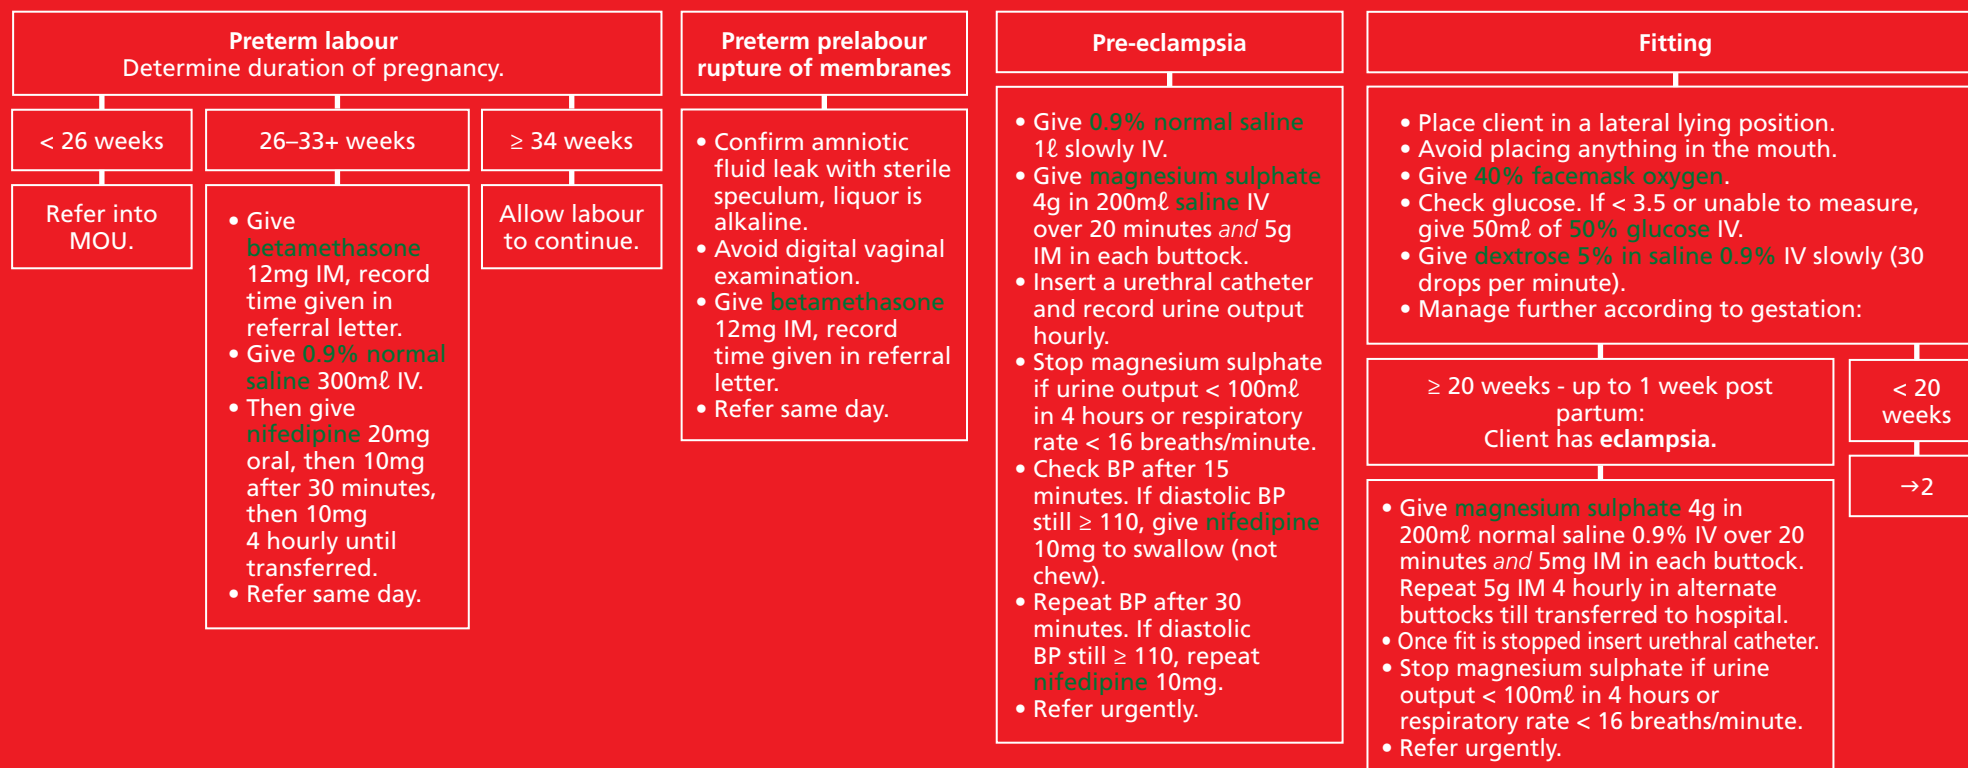 Preterm labour
Determine duration of pregnancy.
< 26 weeks
Refer into
MOU.
26–33+ weeks
• Give
betamethasone
12mg IM, record
time given in
referral letter.
• Give 0.9% normal
saline 300mℓ IV.
• Then give
nifedipine 20mg
oral, then 10mg
after 30 minutes,
then 10mg
4 hourly until
transferred.
• Refer same day.
≥ 34 weeks
Allow labour
to continue.
Preterm prelabour
rupture of membranes
• Confirm amniotic
fluid leak with sterile
speculum, liquor is
alkaline.
• Avoid digital vaginal
examination.
• Give betamethasone
12mg IM, record
time given in referral
letter.
• Refer same day.
Pre-eclampsia
• Give 0.9% normal saline
1ℓ slowly IV.
• Give magnesium sulphate
4g in 200mℓ saline IV
over 20 minutes and 5g
IM in each buttock.
• Insert a urethral catheter
and record urine output
hourly.
• Stop magnesium sulphate
if urine output < 100mℓ
in 4 hours or respiratory
rate < 16 breaths/minute.
• Check BP after 15
minutes. If diastolic BP
still ≥ 110, give nifedipine
10mg to swallow (not
chew).
• Repeat BP after 30
minutes. If diastolic
BP still ≥ 110, repeat
nifedipine 10mg.
• Refer urgently.
Fitting
• Place client in a lateral lying position.
• Avoid placing anything in the mouth.
• Give 40% facemask oxygen.
• Check glucose. If < 3.5 or unable to measure,
give 50mℓ of 50% glucose IV.
• Give dextrose 5% in saline 0.9% IV slowly (30
drops per minute).
• Manage further according to gestation:
≥ 20 weeks - up to 1 week post
partum:
Client has eclampsia.
• Give magnesium sulphate 4g in
200mℓ normal saline 0.9% IV over 20
minutes and 5mg IM in each buttock.
Repeat 5g IM 4 hourly in alternate
buttocks till transferred to hospital.
• Once fit is stopped insert urethral catheter.
• Stop magnesium sulphate if urine
output < 100mℓ in 4 hours or
respiratory rate < 16 breaths/minute.
• Refer urgently.
< 20
weeks
→2